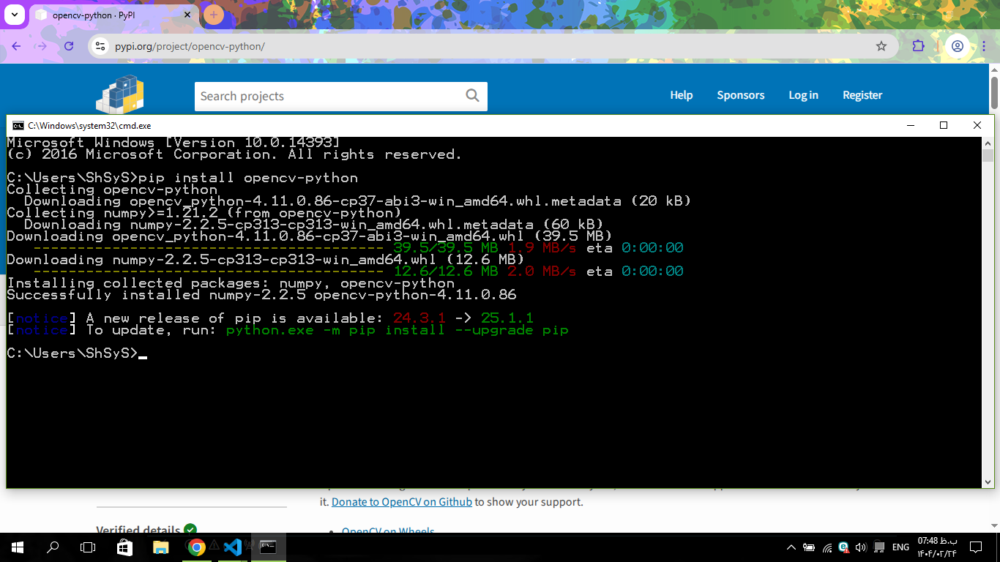 opencv-python · PyPI
pypi.org/project/opencv-python/
Search projects
Help
Sponsors
Log in
Register
C:\Windows\system32\cmd.exe
Microsoft Windows [Version 10.0.14393]
(c) 2016 Microsoft Corporation. All rights reserved.
C:\Users\ShSyS>pip install opencv-python
Collecting opencv-python
Downloading opencv_python-4.11.0.86-cp37-abi3-win_amd64.whl.metadata (20 kB)
Collecting numpy>=1.21.2 (from opencv-python)
Downloading numpy-2.2.5-cp313-cp313-win_amd64.whl.metadata (60 kB)
Downloading opencv_python-4.11.0.86-cp37-abi3-win_amd64.whl (39.5 MB)
---------------------------------------- 39.5/39.5 MB 1.9 MB/s eta 0:00:00
Downloading numpy-2.2.5-cp313-cp313-win_amd64.whl (12.6 MB)
---------------------------------------- 12.6/12.6 MB 2.0 MB/s eta 0:00:00
Installing collected packages: numpy, opencv-python
Successfully installed numpy-2.2.5 opencv-python-4.11.0.86
[notice] A new release of pip is available: 24.3.1 -> 25.1.1
[notice] To update, run: python.exe -m pip install --upgrade pip
C:\Users\ShSyS>
it. Donate to OpenCV on Github to show your support.
Verified details
OpenCV on Wheels
ENG
07:48 ب.ظ
۱۴۰۴/۰۲/۲۴